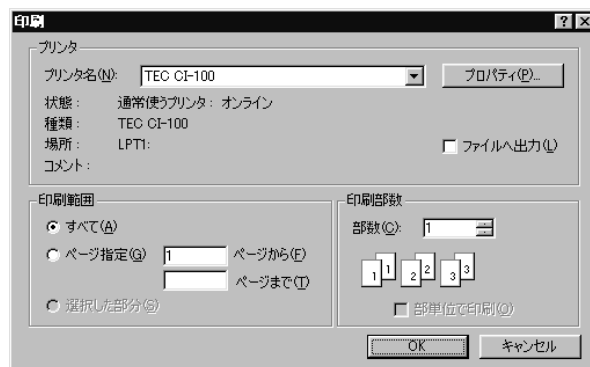 印刷
プリンタ
プリンタ名(N): TEC CI-100 プロパティ(P)...
状態 : 通常使うプリンタ : オンライン
種類 : TEC CI-100
場所 : LPT1: ファイルへ出力(L)
コメント :
印刷範囲
すべて(A)
ページ指定(G) 1 ページから(F)
ページまで(T)
選択した部分(S)
印刷部数
部数(C): 1
1 1 2 2 3 3
部単位で印刷(O)
OK キャンセル